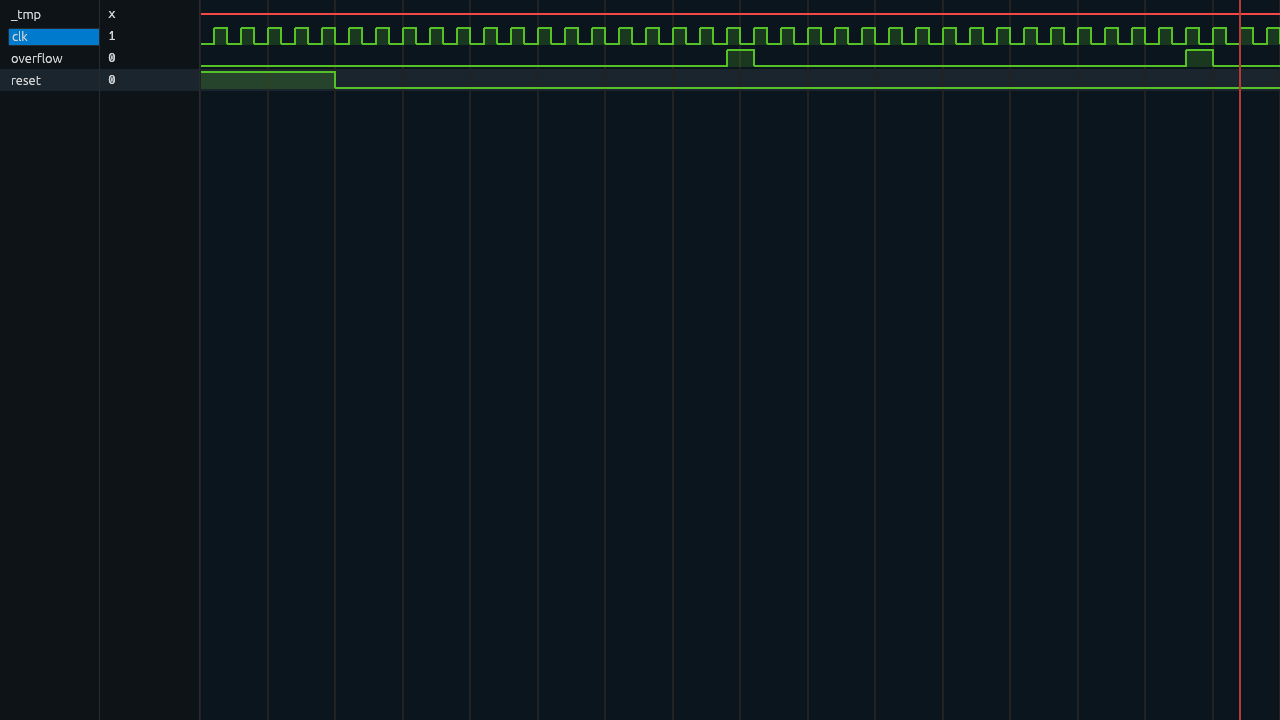 _tmp x
clk 1
overflow 0
reset 0